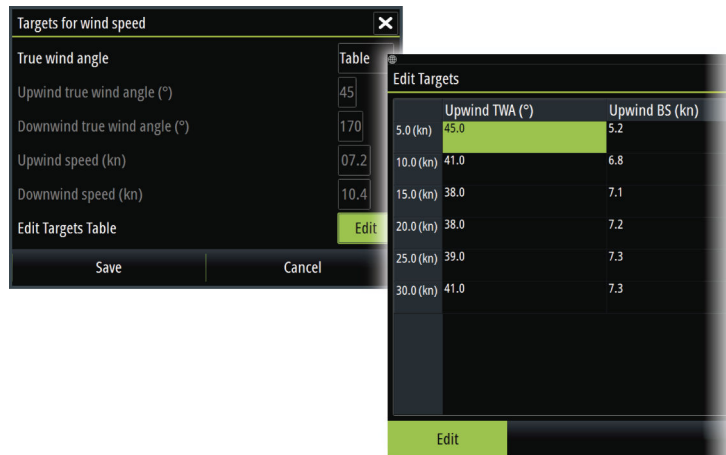 Targets for wind speed
True wind angle Table
Upwind true wind angle (°) 45
Downwind true wind angle (°) 170
Upwind speed (kn) 07.2
Downwind speed (kn) 10.4
Edit Targets Table Edit
Save Cancel
Edit Targets
Upwind TWA (°) Upwind BS (kn)
5.0 (kn) 45.0 5.2
10.0 (kn) 41.0 6.8
15.0 (kn) 38.0 7.1
20.0 (kn) 38.0 7.2
25.0 (kn) 39.0 7.3
30.0 (kn) 41.0 7.3
Edit